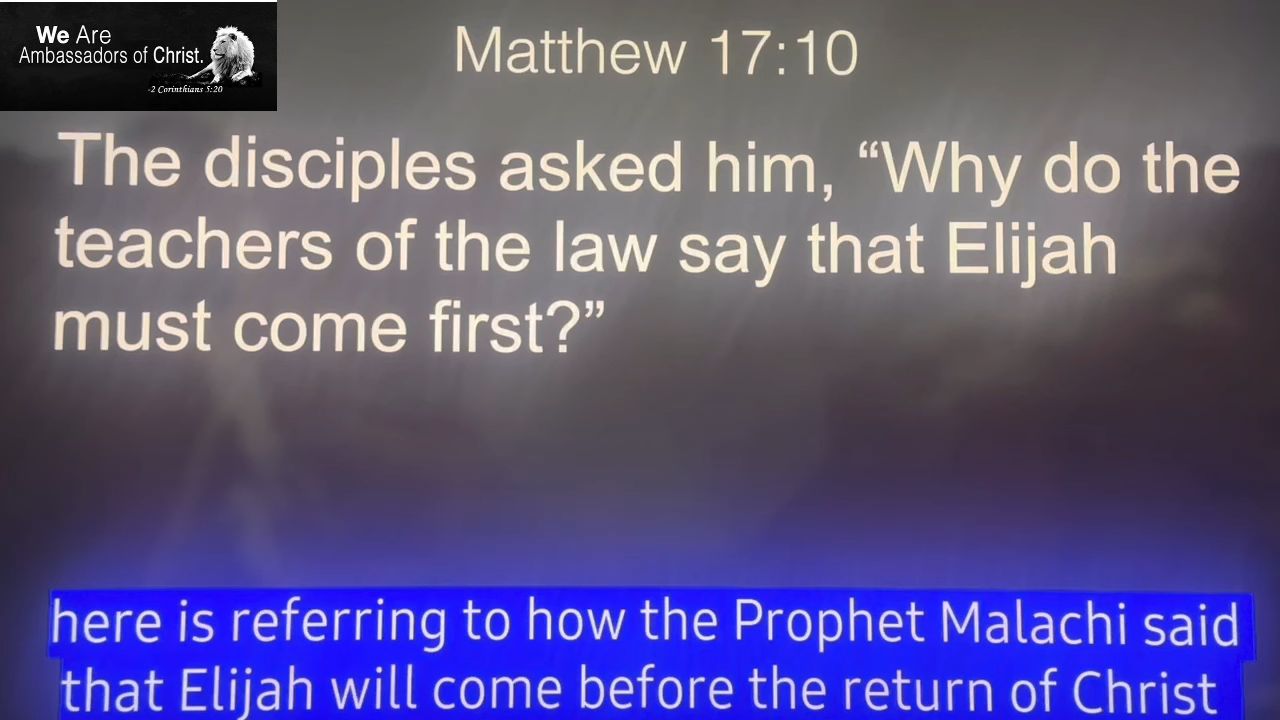 We Are
Ambassadors of Christ.
-2 Corinthians 5:20
Matthew 17:10
The disciples asked him, “Why do the
teachers of the law say that Elijah
must come first?”
here is referring to how the Prophet Malachi said
that Elijah will come before the return of Christ